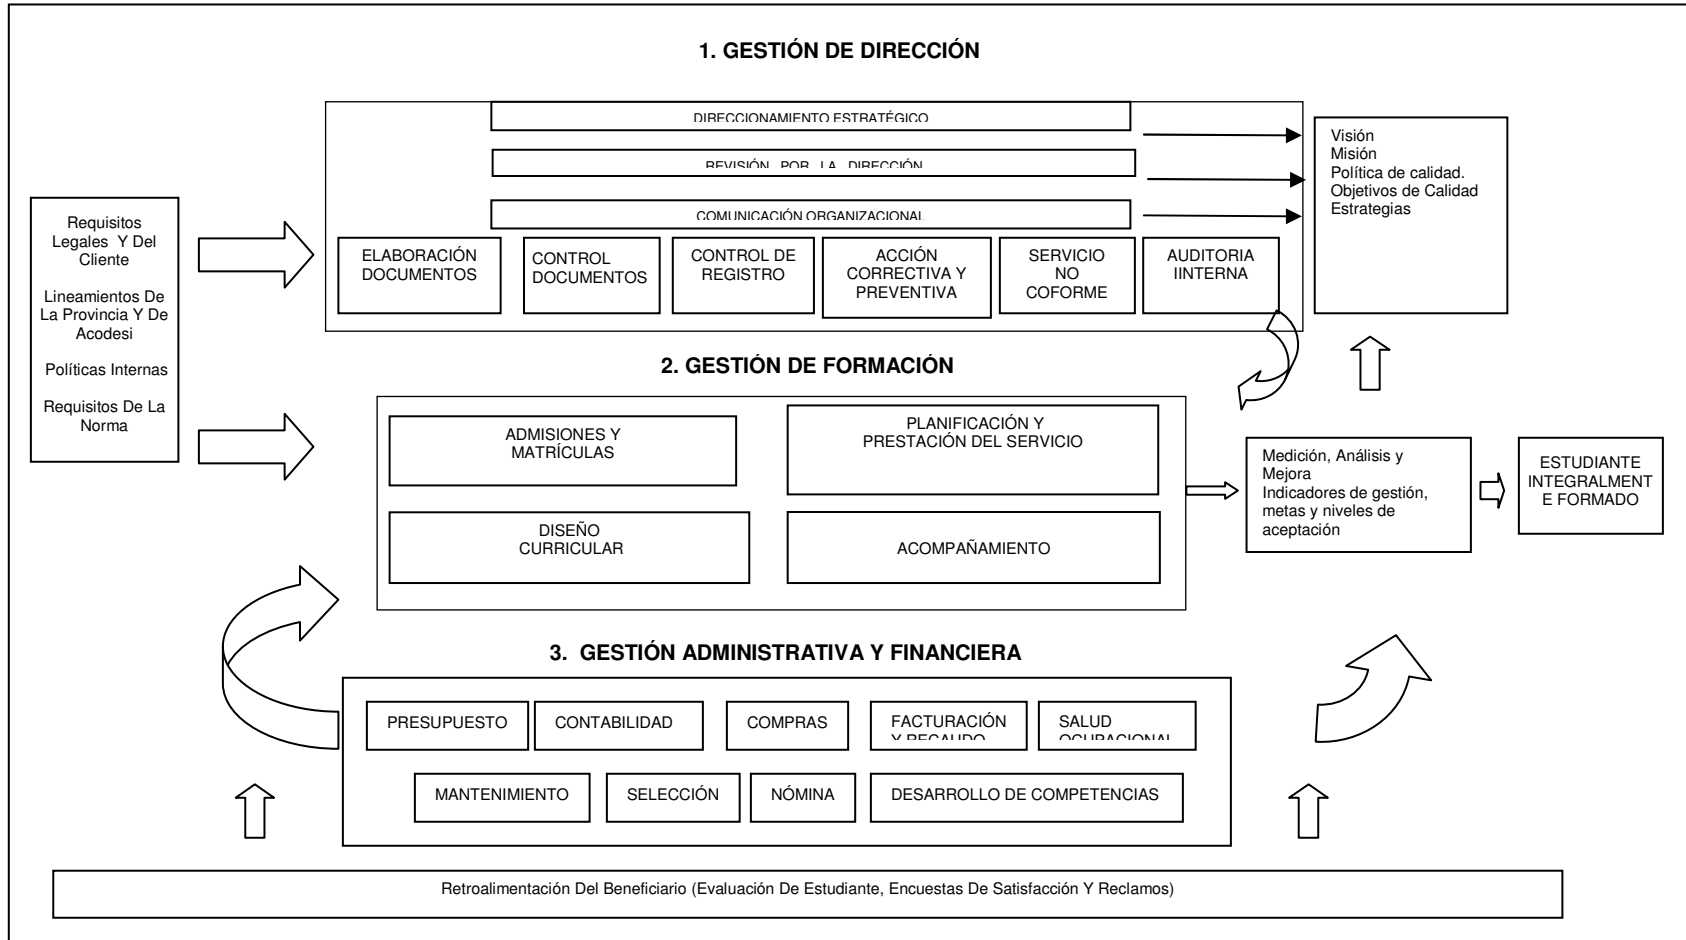 1. GESTIÓN DE DIRECCIÓN
DIRECCIONAMIENTO ESTRATÉGICO
REVISIÓN POR LA DIRECCIÓN
COMUNICACIÓN ORGANIZACIONAL
Visión
Misión
Política de calidad.
Objetivos de Calidad
Estrategias
Requisitos
Legales Y Del
Cliente
Lineamientos De
La Provincia Y De
Acodesi
Políticas Internas
Requisitos De La
Norma
ELABORACIÓN
DOCUMENTOS
CONTROL
DOCUMENTOS
CONTROL DE
REGISTRO
ACCIÓN
CORRECTIVA Y
PREVENTIVA
SERVICIO
NO
COFORME
AUDITORIA
IINTERNA
2. GESTIÓN DE FORMACIÓN
ADMISIONES Y
MATRÍCULAS
PLANIFICACIÓN Y
PRESTACIÓN DEL SERVICIO
DISEÑO
CURRICULAR
ACOMPAÑAMIENTO
Medición, Análisis y
Mejora
Indicadores de gestión,
metas y niveles de
aceptación
ESTUDIANTE
INTEGRALMENT
E FORMADO
3. GESTIÓN ADMINISTRATIVA Y FINANCIERA
PRESUPUESTO
CONTABILIDAD
COMPRAS
FACTURACIÓN
Y RECAUDO
SALUD
OCUPACIONAL
MANTENIMIENTO
SELECCIÓN
NÓMINA
DESARROLLO DE COMPETENCIAS
Retroalimentación Del Beneficiario (Evaluación De Estudiante, Encuestas De Satisfacción Y Reclamos)